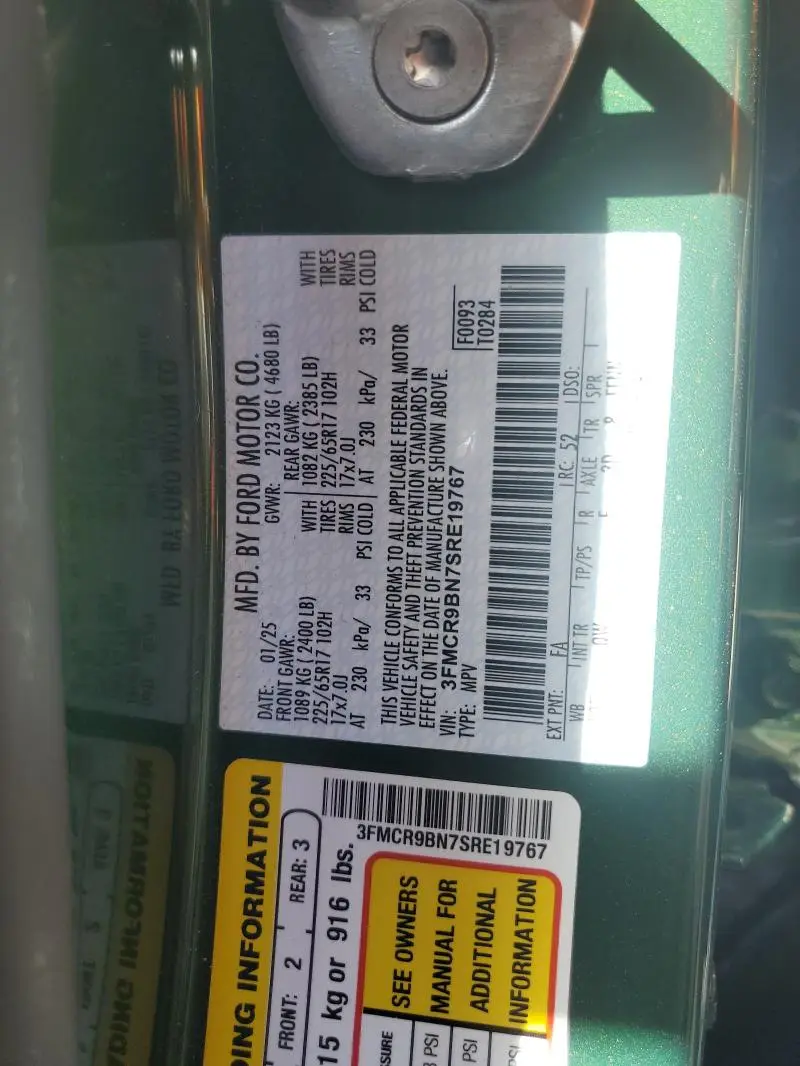 MFD. BY FORD MOTOR CO.
DATE: 01/25 GVWR: 2123 KG ( 4680 LB)
FRONT GAWR: REAR GAWR:
1089 KG ( 2400 LB) WITH 1082 KG ( 2385 LB) WITH
225/65R17 102H TIRES 225/65R17 102H TIRES
17x7.0J RIMS 17x7.0J RIMS
AT 230 kPa/ 33 PSI COLD AT 230 kPa/ 33 PSI COLD
THIS VEHICLE CONFORMS TO ALL APPLICABLE FEDERAL MOTOR
VEHICLE SAFETY AND THEFT PREVENTION STANDARDS IN
EFFECT ON THE DATE OF MANUFACTURE SHOWN ABOVE.
VIN: 3FMCR9BN7SRE19767
TYPE: MPV
F0093
T0284
EXT PNT: FA RC: 52 DSO:
WB INT TR TP/PS R AXLE TR SPR
DING INFORMATION
FRONT: 2 REAR: 3
15 kg or 916 lbs.
3FMCR9BN7SRE19767
SEE OWNERS
MANUAL FOR
ADDITIONAL
INFORMATION
SURE
PSI
PSI
PSI